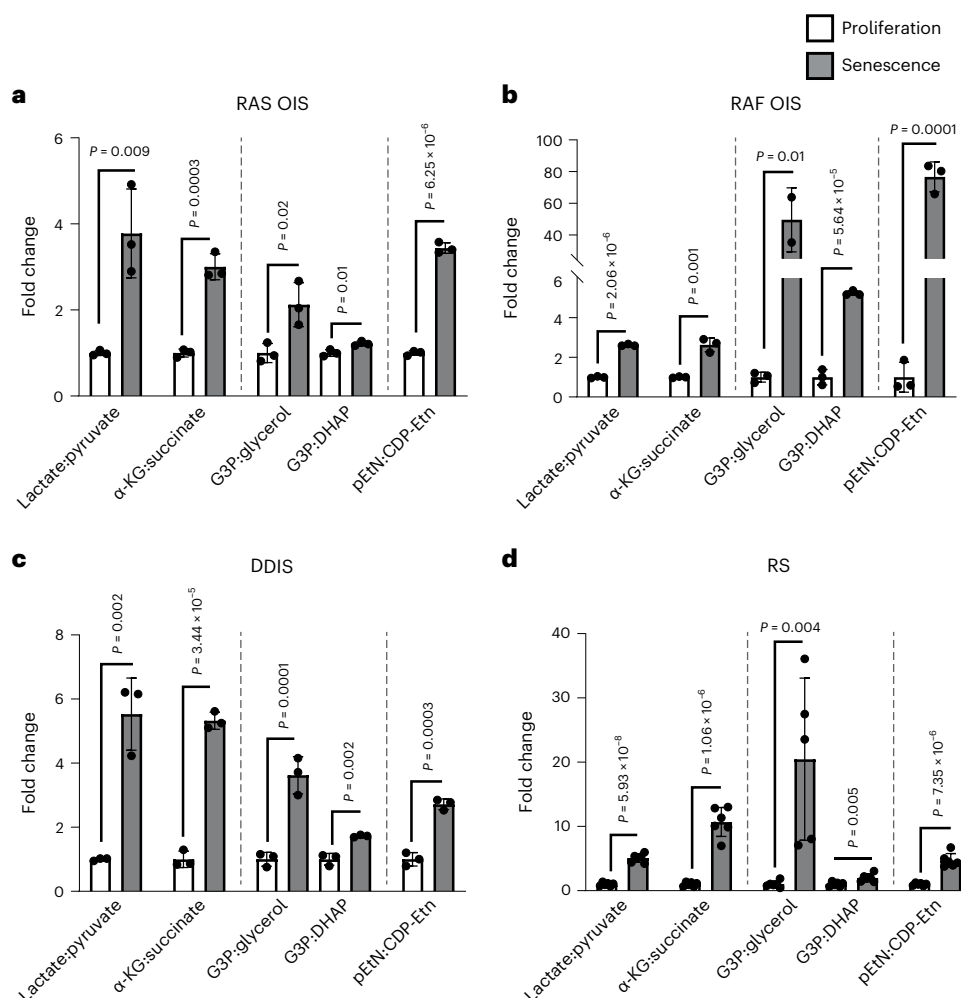 Proliferation
Senescence
a
RAS OIS
Fold change
6
4
2
0
P = 0.009
P = 0.0003
P = 0.02
P = 0.01
P = 6.25 × 10⁻⁶
Lactate:pyruvate
α-KG:succinate
G3P:glycerol
G3P:DHAP
pEtN:CDP-Etn
b
RAF OIS
Fold change
100
80
60
40
6
4
2
0
P = 2.06 × 10⁻⁶
P = 0.001
P = 0.01
P = 5.64 × 10⁻⁵
P = 0.0001
Lactate:pyruvate
α-KG:succinate
G3P:glycerol
G3P:DHAP
pEtN:CDP-Etn
c
DDIS
Fold change
8
6
4
2
0
P = 0.002
P = 3.44 × 10⁻⁵
P = 0.0001
P = 0.002
P = 0.0003
Lactate:pyruvate
α-KG:succinate
G3P:glycerol
G3P:DHAP
pEtN:CDP-Etn
d
RS
Fold change
40
30
20
10
0
P = 5.93 × 10⁻⁸
P = 1.06 × 10⁻⁶
P = 0.004
P = 0.005
P = 7.35 × 10⁻⁶
Lactate:pyruvate
α-KG:succinate
G3P:glycerol
G3P:DHAP
pEtN:CDP-Etn